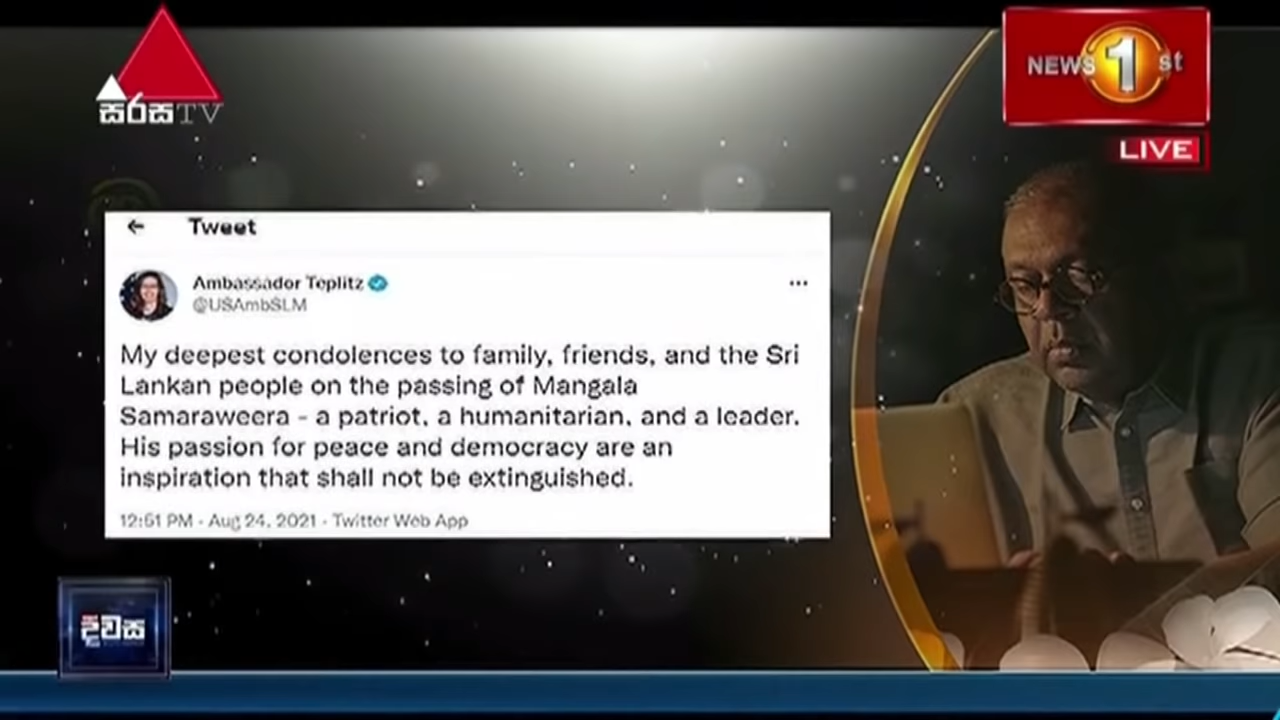 සිරස TV
NEWS 1st
LIVE
Tweet
Ambassador Teplitz
@USAmbSLM
My deepest condolences to family, friends, and the Sri
Lankan people on the passing of Mangala
Samaraweera - a patriot, a humanitarian, and a leader.
His passion for peace and democracy are an
inspiration that shall not be extinguished.
12:51 PM · Aug 24, 2021 · Twitter Web App
දිවස